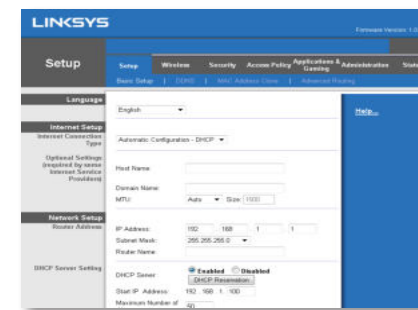 LINKSYS
Firmware Version: 1.0
Setup
Setup Wireless Security Access Policy Applications & Gaming Administration Status
Basic Setup | DDNS | MAC Address Clone | Advanced Routing
Language
English
Help...
Internet Setup
Internet Connection Type
Automatic Configuration - DHCP
Optional Settings
(required by some
Internet Service
Providers)
Host Name
Domain Name
MTU: Auto Size: 1500
Network Setup
Router Address
IP Address: 192 . 168 . 1 . 1
Subnet Mask: 255.255.255.0
Router Name
DHCP Server Setting
DHCP Server Enabled Disabled
DHCP Reservation
Start IP Address: 192 . 168 . 1. 100
Maximum Number of 50